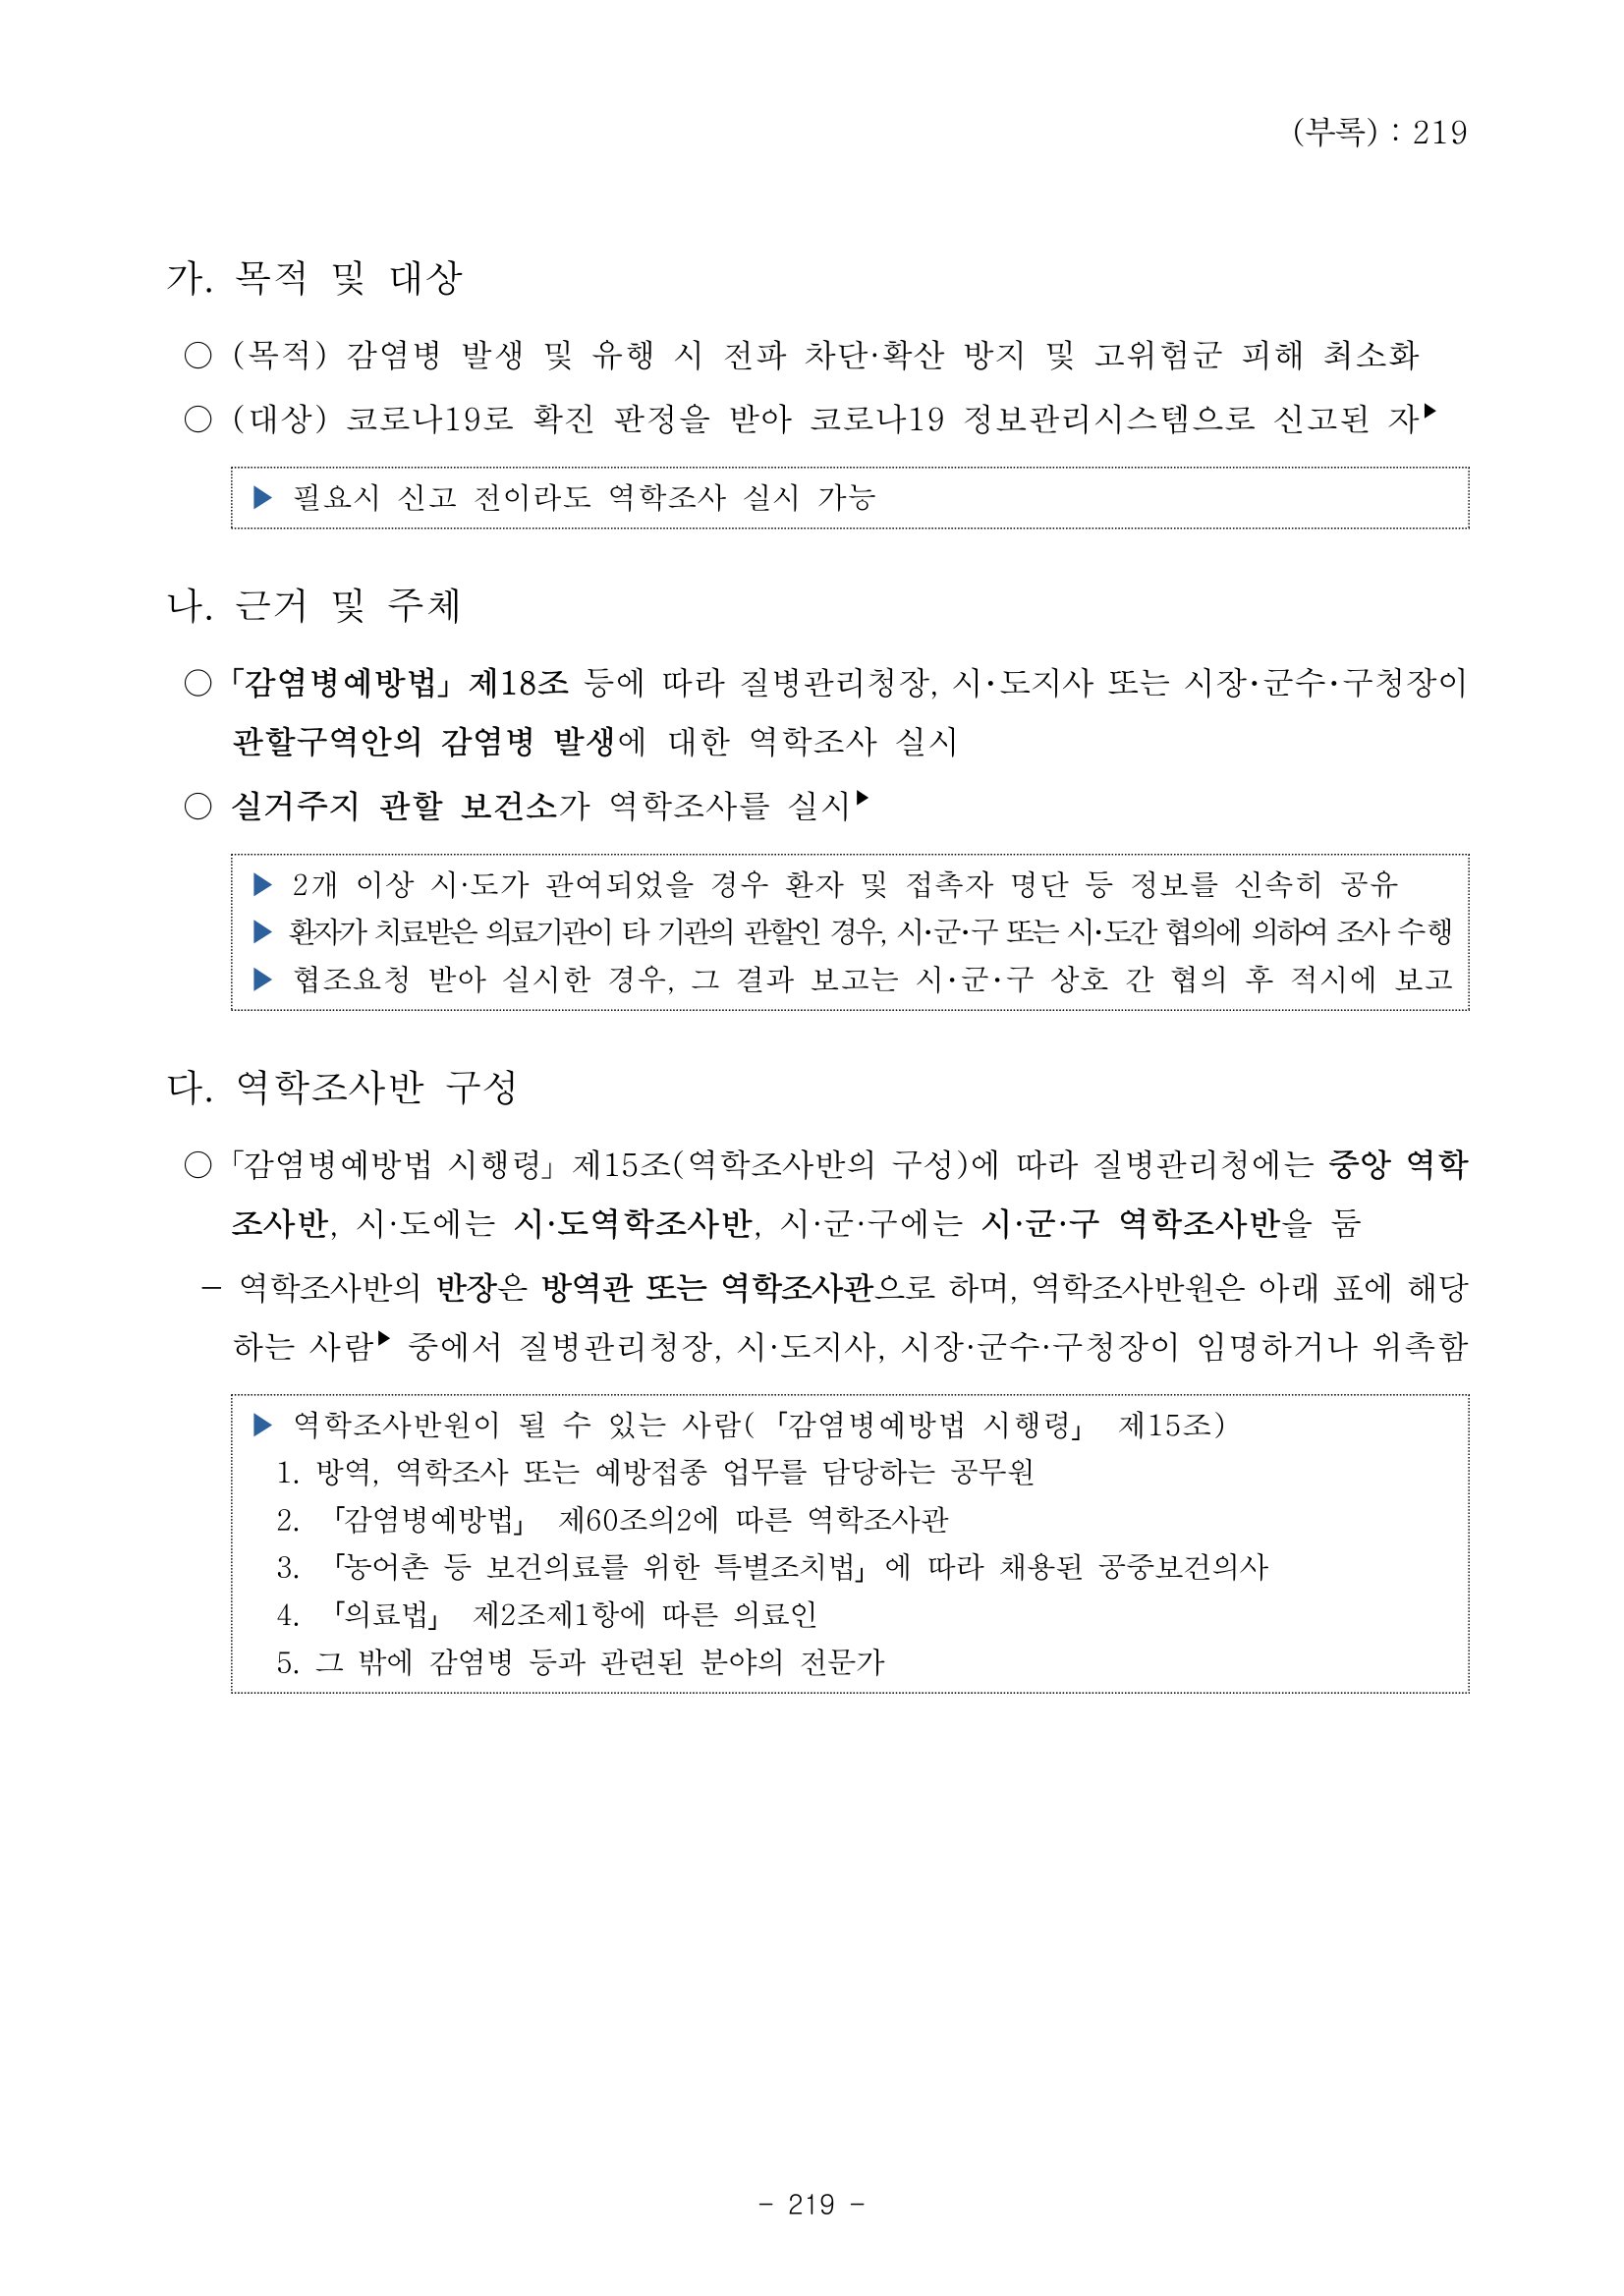 (부록) : 219
가. 목적 및 대상
○ (목적) 감염병 발생 및 유행 시 전파 차단·확산 방지 및 고위험군 피해 최소화
○ (대상) 코로나19로 확진 판정을 받아 코로나19 정보관리시스템으로 신고된 자▶
▶ 필요시 신고 전이라도 역학조사 실시 가능
나. 근거 및 주체
○ 「감염병예방법」 제18조 등에 따라 질병관리청장, 시·도지사 또는 시장·군수·구청장이
관할구역안의 감염병 발생에 대한 역학조사 실시
○ 실거주지 관할 보건소가 역학조사를 실시▶
▶ 2개 이상 시·도가 관여되었을 경우 환자 및 접촉자 명단 등 정보를 신속히 공유
▶ 환자가 치료받은 의료기관이 타 기관의 관할인 경우, 시·군·구 또는 시·도간 협의에 의하여 조사 수행
▶ 협조요청 받아 실시한 경우, 그 결과 보고는 시·군·구 상호 간 협의 후 적시에 보고
다. 역학조사반 구성
○ 「감염병예방법 시행령」 제15조(역학조사반의 구성)에 따라 질병관리청에는 중앙 역학
조사반, 시·도에는 시·도역학조사반, 시·군·구에는 시·군·구 역학조사반을 둠
- 역학조사반의 반장은 방역관 또는 역학조사관으로 하며, 역학조사반원은 아래 표에 해당
하는 사람▶ 중에서 질병관리청장, 시·도지사, 시장·군수·구청장이 임명하거나 위촉함
▶ 역학조사반원이 될 수 있는 사람(「감염병예방법 시행령」 제15조)
1. 방역, 역학조사 또는 예방접종 업무를 담당하는 공무원
2. 「감염병예방법」 제60조의2에 따른 역학조사관
3. 「농어촌 등 보건의료를 위한 특별조치법」에 따라 채용된 공중보건의사
4. 「의료법」 제2조제1항에 따른 의료인
5. 그 밖에 감염병 등과 관련된 분야의 전문가
- 219 -